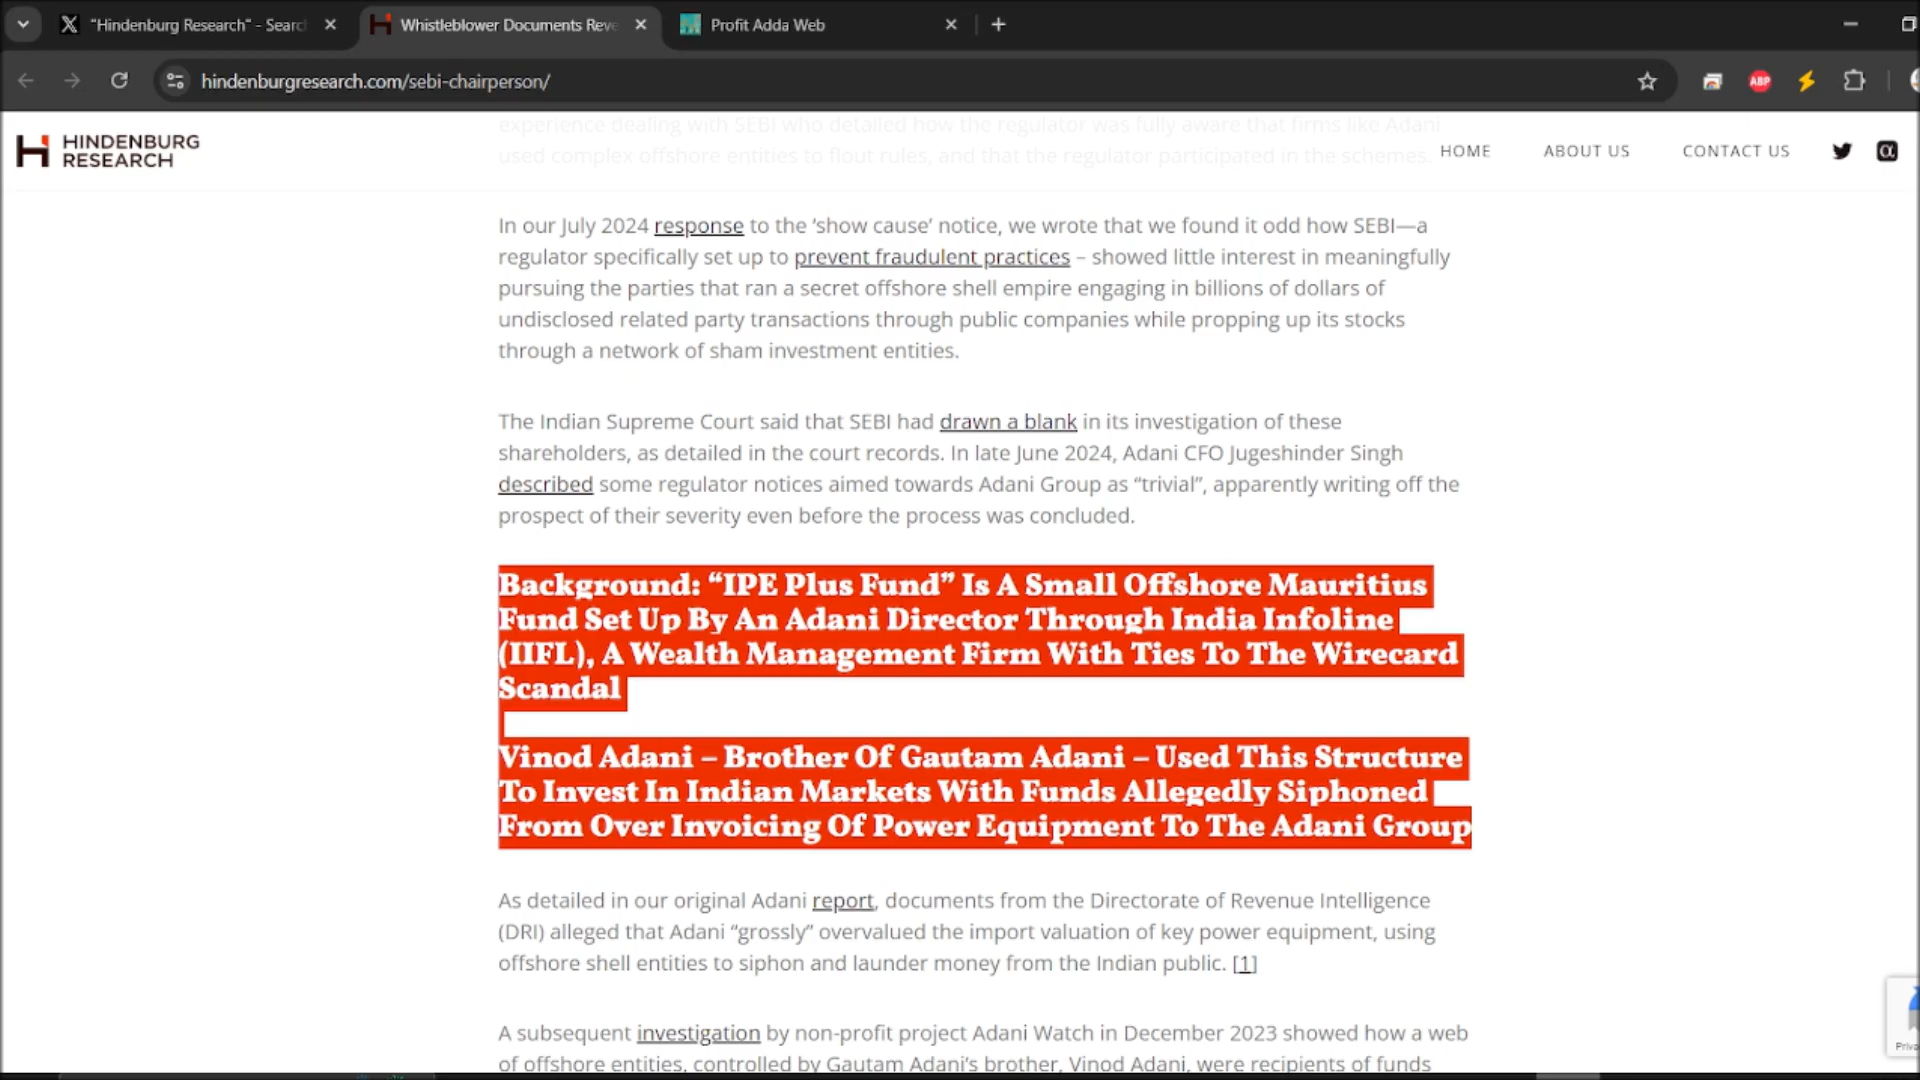 "Hindenburg Research" - Searc
Whistleblower Documents Reve
Profit Adda Web
hindenburgresearch.com/sebi-chairperson/
ABP
HINDENBURG
RESEARCH
HOME
ABOUT US
CONTACT US
experience dealing with SEBI who detailed how the regulator was fully aware that firms like Adani
used complex offshore entities to flout rules, and that the regulator participated in the schemes.
In our July 2024 response to the ‘show cause’ notice, we wrote that we found it odd how SEBI—a
regulator specifically set up to prevent fraudulent practices – showed little interest in meaningfully
pursuing the parties that ran a secret offshore shell empire engaging in billions of dollars of
undisclosed related party transactions through public companies while propping up its stocks
through a network of sham investment entities.
The Indian Supreme Court said that SEBI had drawn a blank in its investigation of these
shareholders, as detailed in the court records. In late June 2024, Adani CFO Jugeshinder Singh
described some regulator notices aimed towards Adani Group as “trivial”, apparently writing off the
prospect of their severity even before the process was concluded.
Background: “IPE Plus Fund” Is A Small Offshore Mauritius
Fund Set Up By An Adani Director Through India Infoline
(IIFL), A Wealth Management Firm With Ties To The Wirecard
Scandal
Vinod Adani – Brother Of Gautam Adani – Used This Structure
To Invest In Indian Markets With Funds Allegedly Siphoned
From Over Invoicing Of Power Equipment To The Adani Group
As detailed in our original Adani report, documents from the Directorate of Revenue Intelligence
(DRI) alleged that Adani “grossly” overvalued the import valuation of key power equipment, using
offshore shell entities to siphon and launder money from the Indian public. [1]
A subsequent investigation by non-profit project Adani Watch in December 2023 showed how a web
of offshore entities, controlled by Gautam Adani’s brother, Vinod Adani, were recipients of funds
Priva